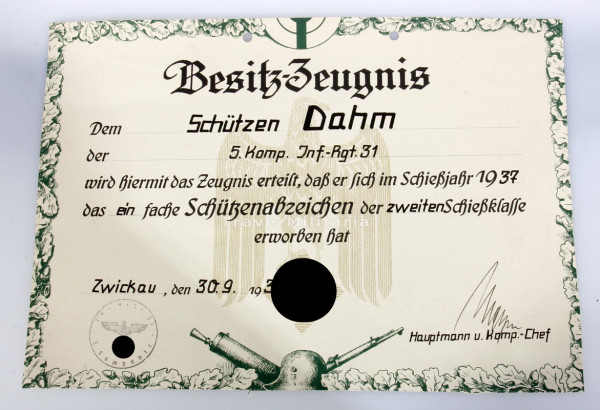 Besitz-Zeugnis
Dem Schützen Dahm
der 5. Komp. Inf.-Rgt. 31
wird hiermit das Zeugnis erteilt, daß er sich im Schießjahr 1937
das ein fache Schützenabzeichen der zweiten Schießklasse
erworben hat
Zwickau, den 30.9. 193
Hauptmann u. Komp.-Chef